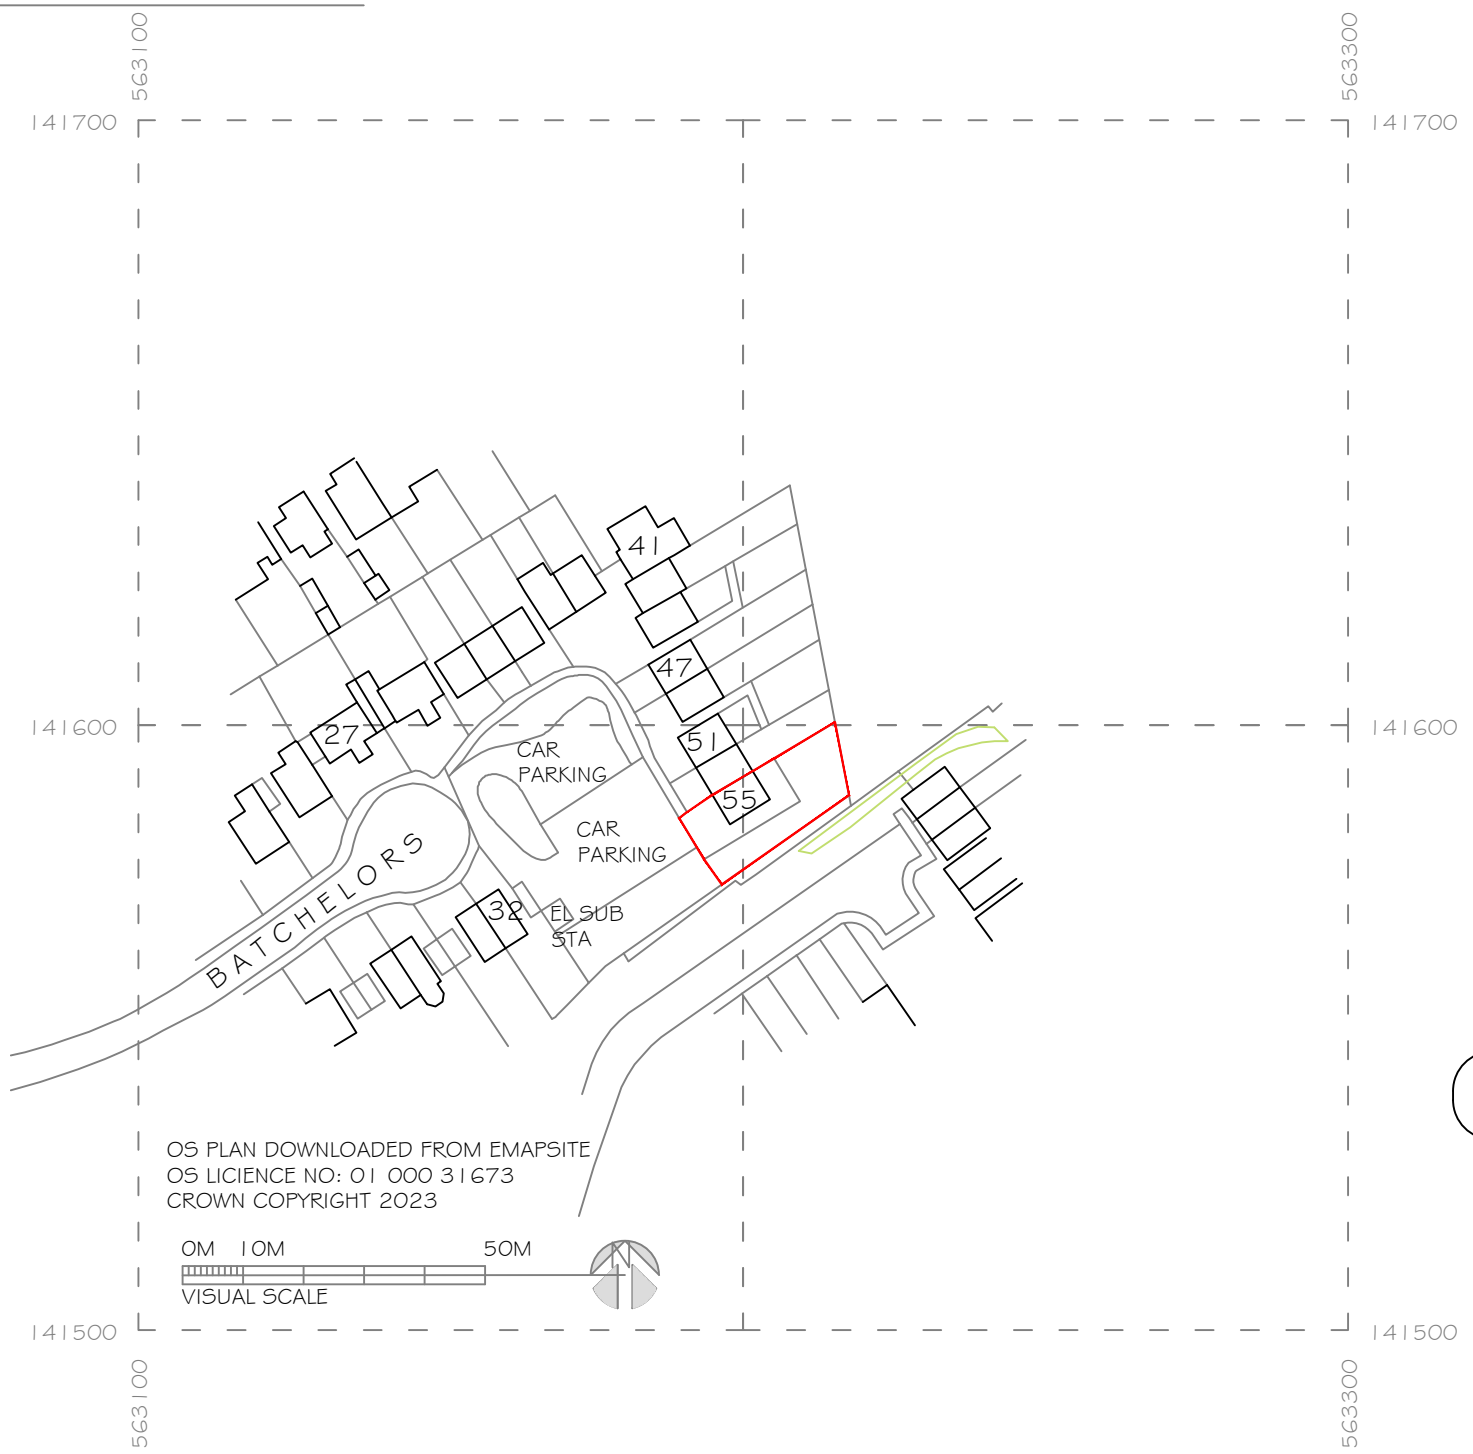 563100
563300
141700
141700
41
47
141600
27
51
141600
CAR
PARKING
55
CAR
PARKING
BATCHELORS
32
EL SUB
STA
OS PLAN DOWNLOADED FROM EMAPSITE
OS LICIENCE NO: 01 000 31673
CROWN COPYRIGHT 2023
0M 10M 50M
VISUAL SCALE
N
141500
141500
563100
563300